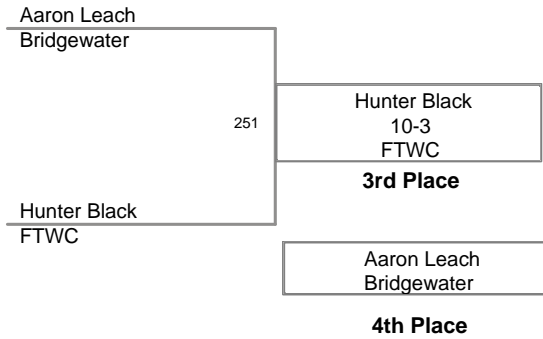 Aaron Leach
Bridgewater
251
Hunter Black
10-3
FTWC
3rd Place
Hunter Black
FTWC
Aaron Leach
Bridgewater
4th Place